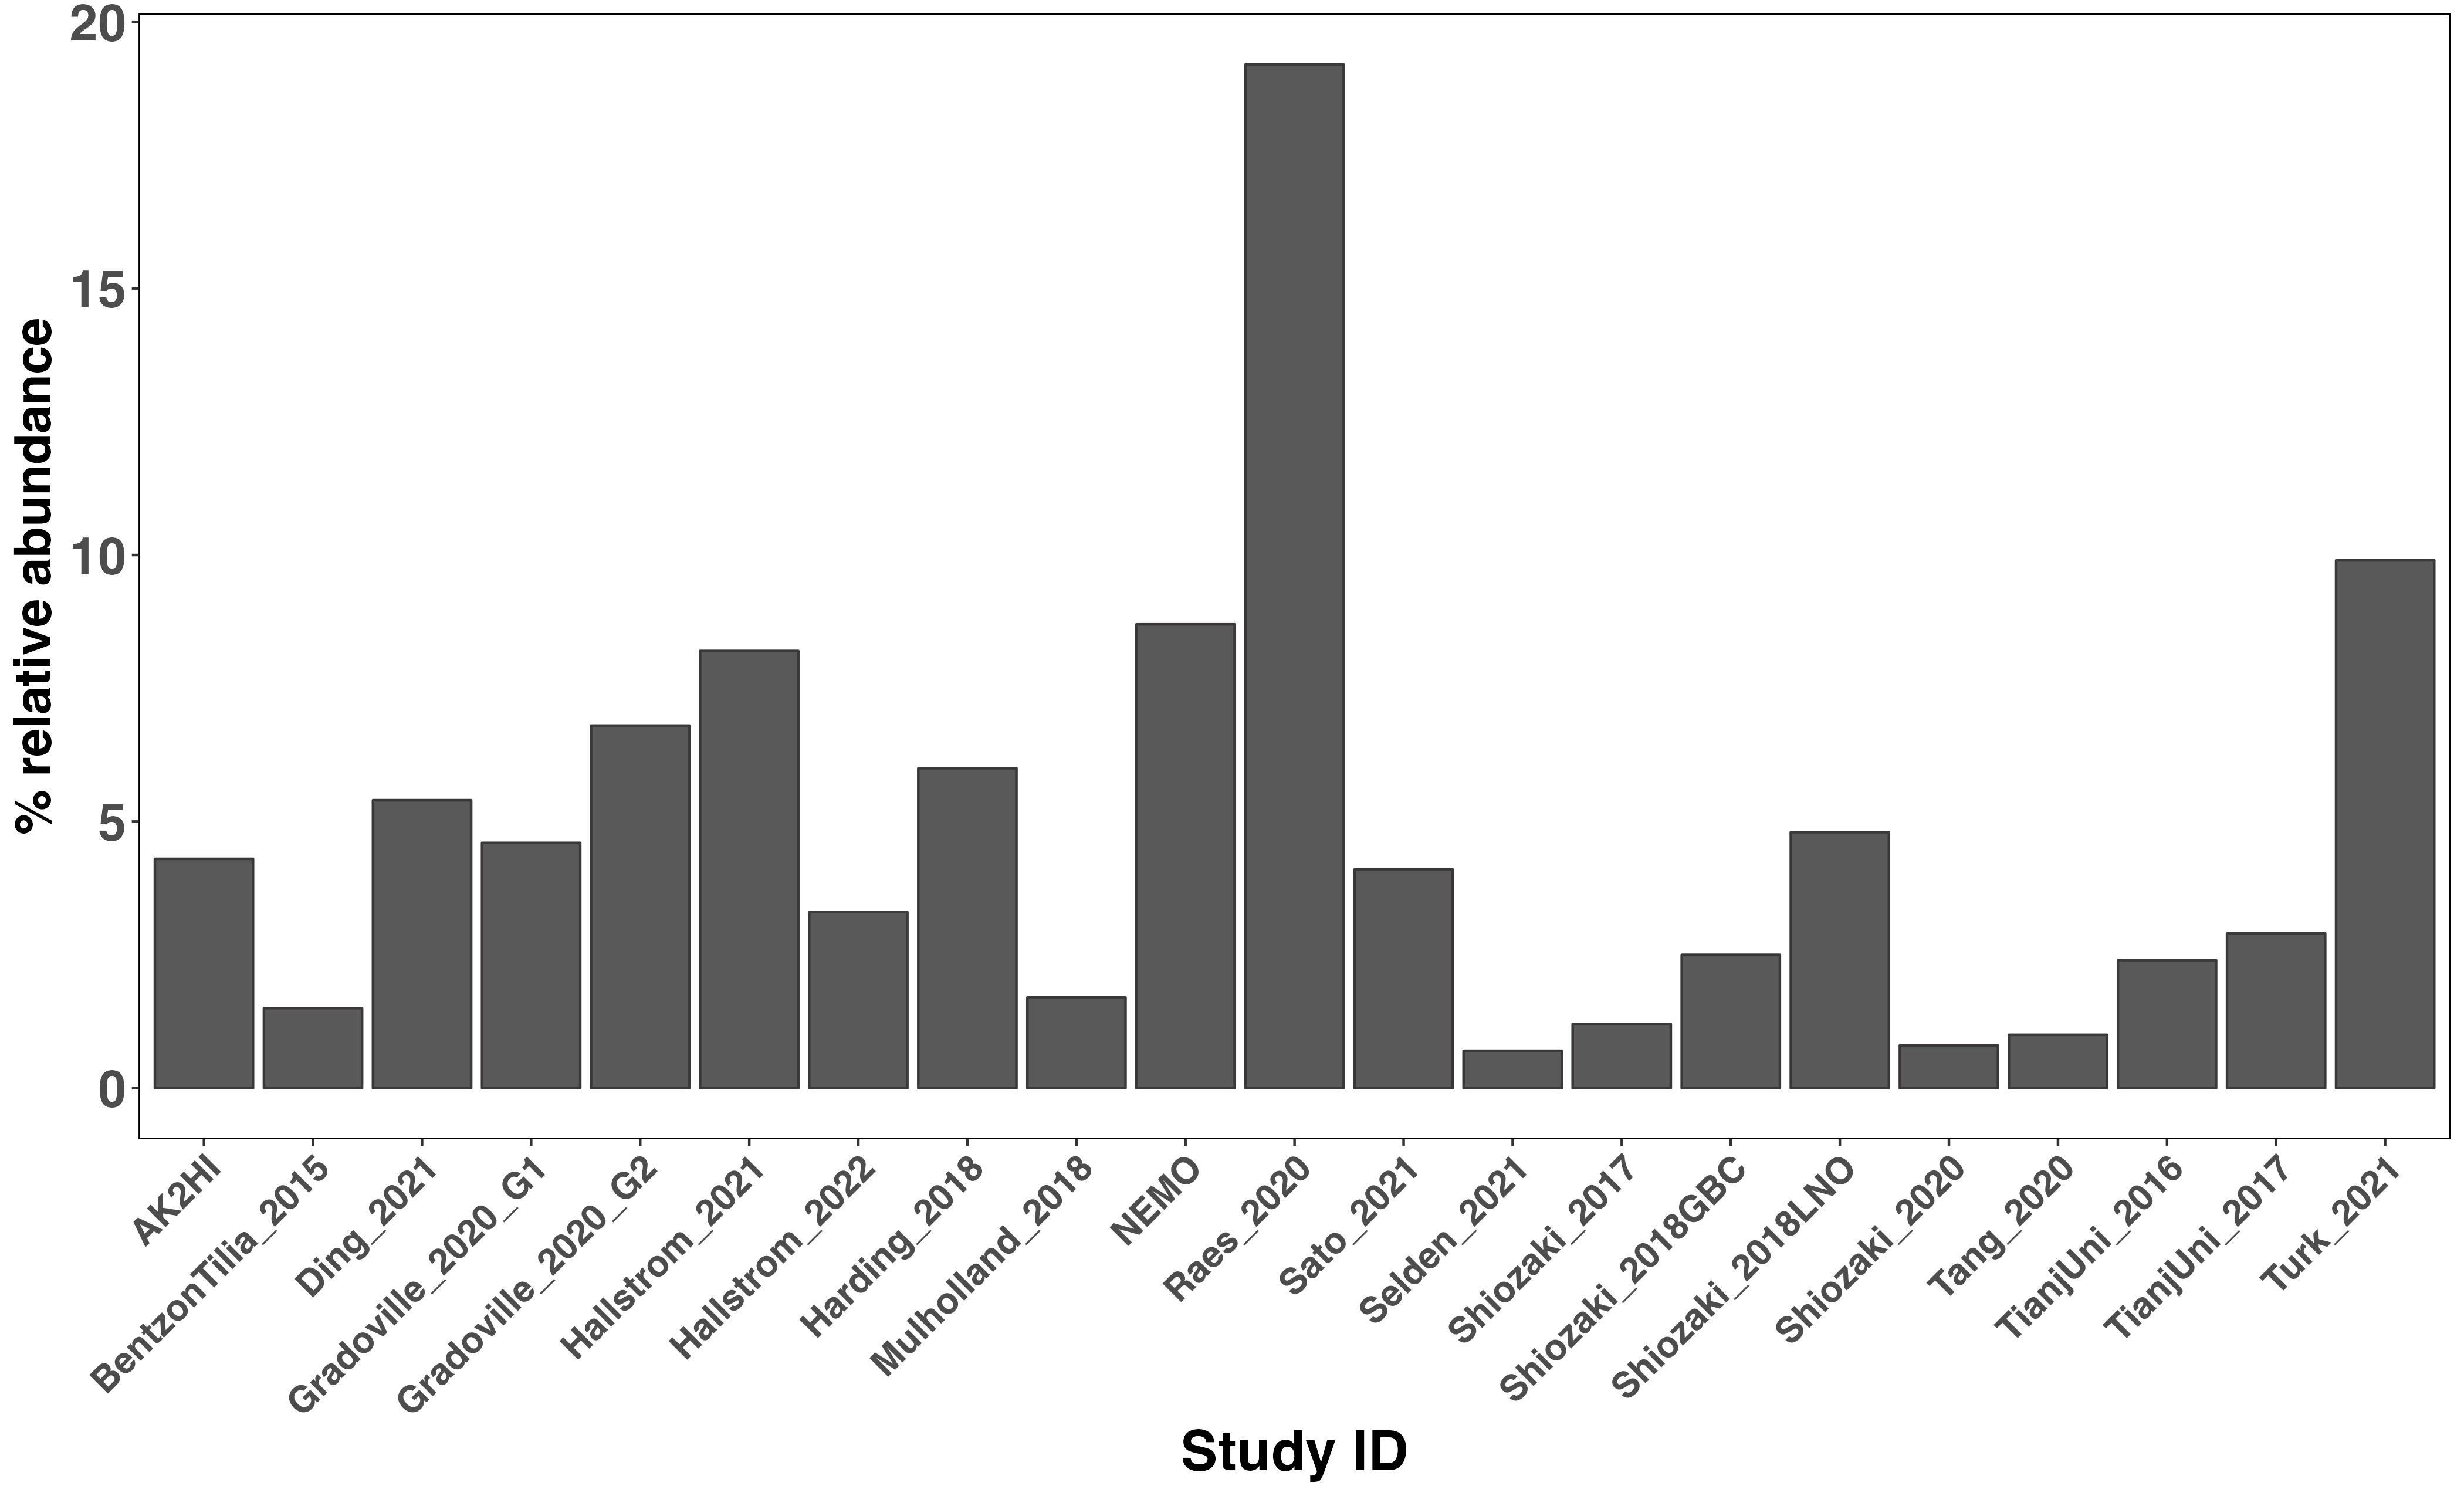 % relative abundance
20
15
10
5
0
AK2HI
BentzonTilia_2015
Ding_2021
Gradoville_2020_G1
Gradoville_2020_G2
Hallstrom_2021
Hallstrom_2022
Harding_2018
Mulholland_2018
NEMO
Raes_2020
Sato_2021
Selden_2021
Shiozaki_2017
Shiozaki_2018GBC
Shiozaki_2018LNO
Shiozaki_2020
Tang_2020
TianjUni_2016
TianjUni_2017
Turk_2021
Study ID